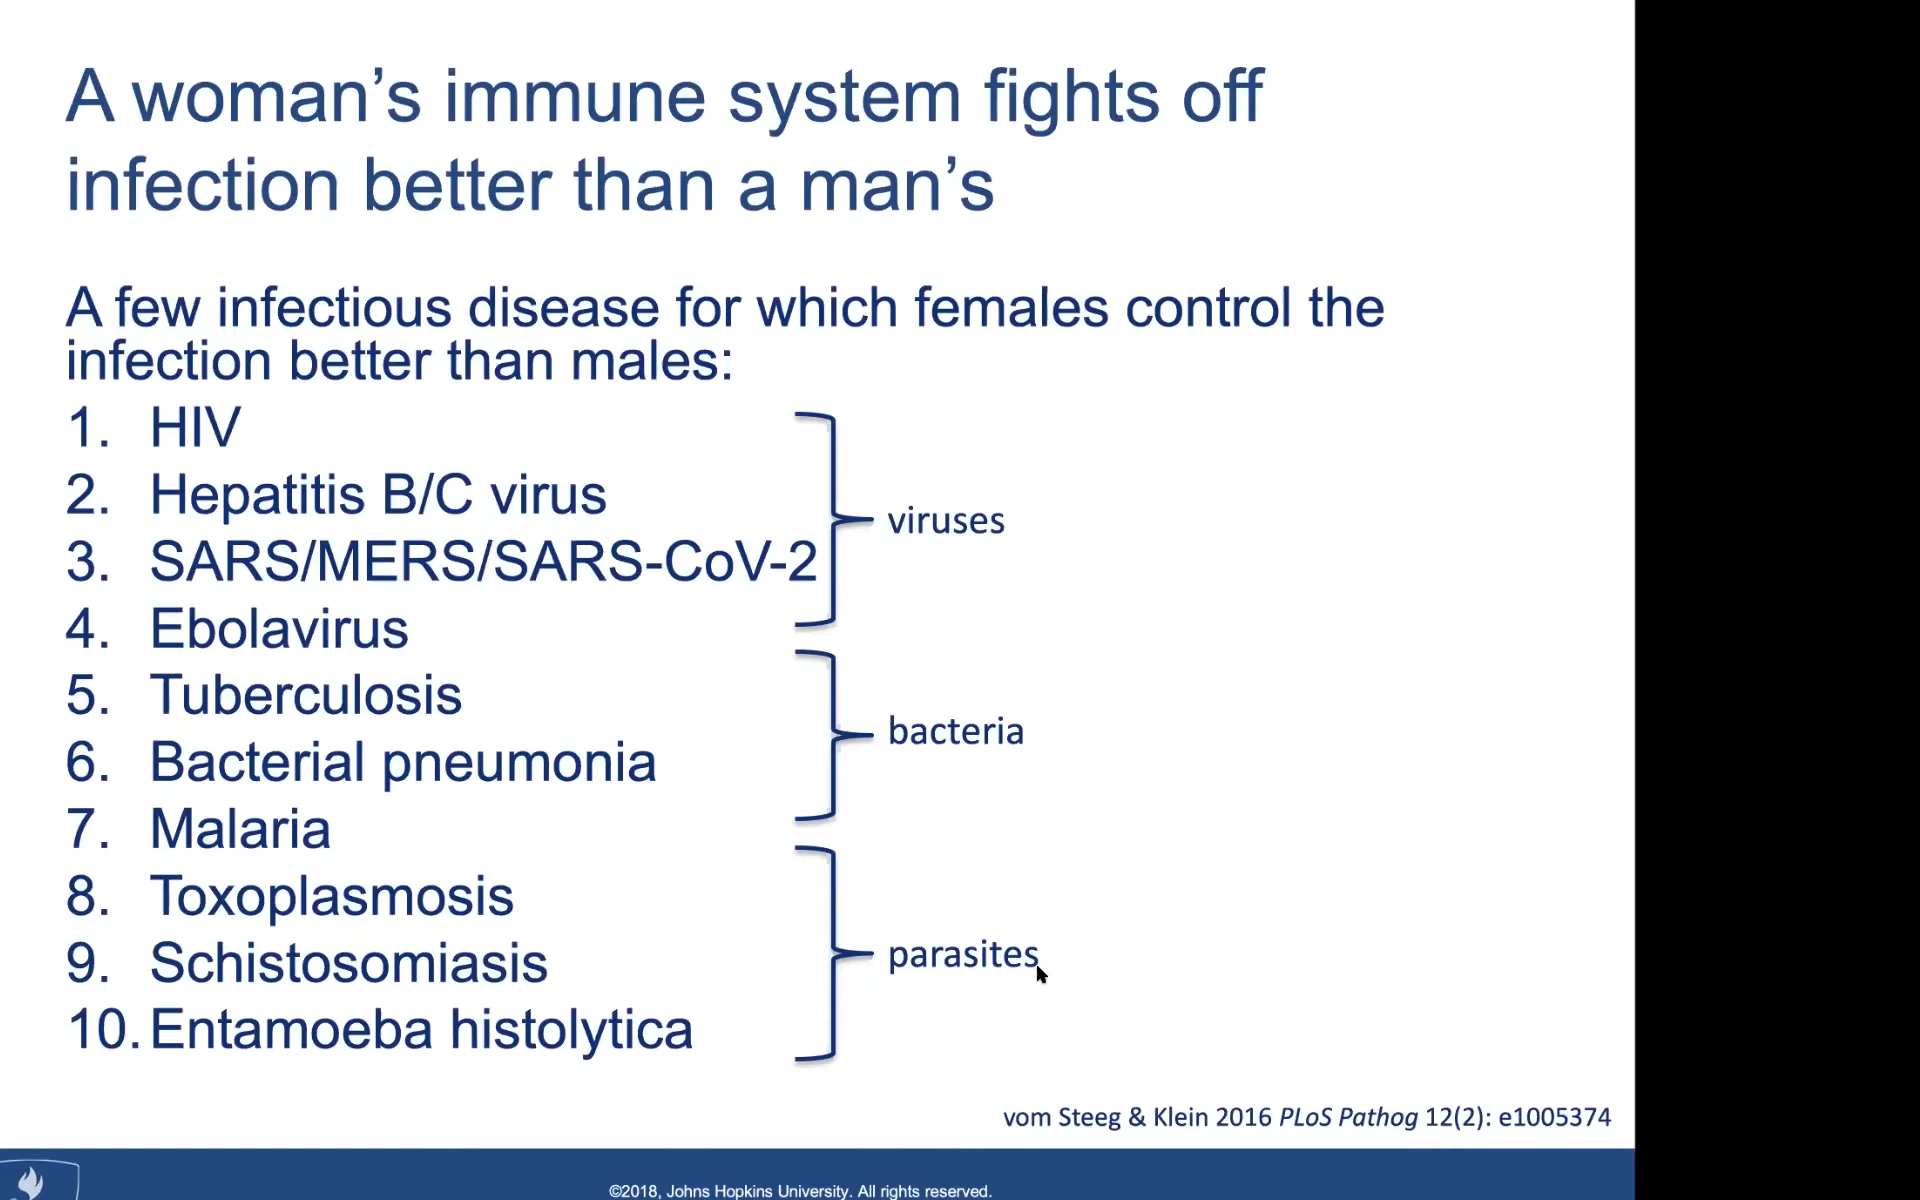 A woman’s immune system fights off
infection better than a man’s
A few infectious disease for which females control the
infection better than males:
1. HIV
2. Hepatitis B/C virus
3. SARS/MERS/SARS-CoV-2
4. Ebolavirus
viruses
5. Tuberculosis
6. Bacterial pneumonia
bacteria
7. Malaria
8. Toxoplasmosis
9. Schistosomiasis
10. Entamoeba histolytica
parasites
vom Steeg & Klein 2016 PLoS Pathog 12(2): e1005374
©2018, Johns Hopkins University. All rights reserved.